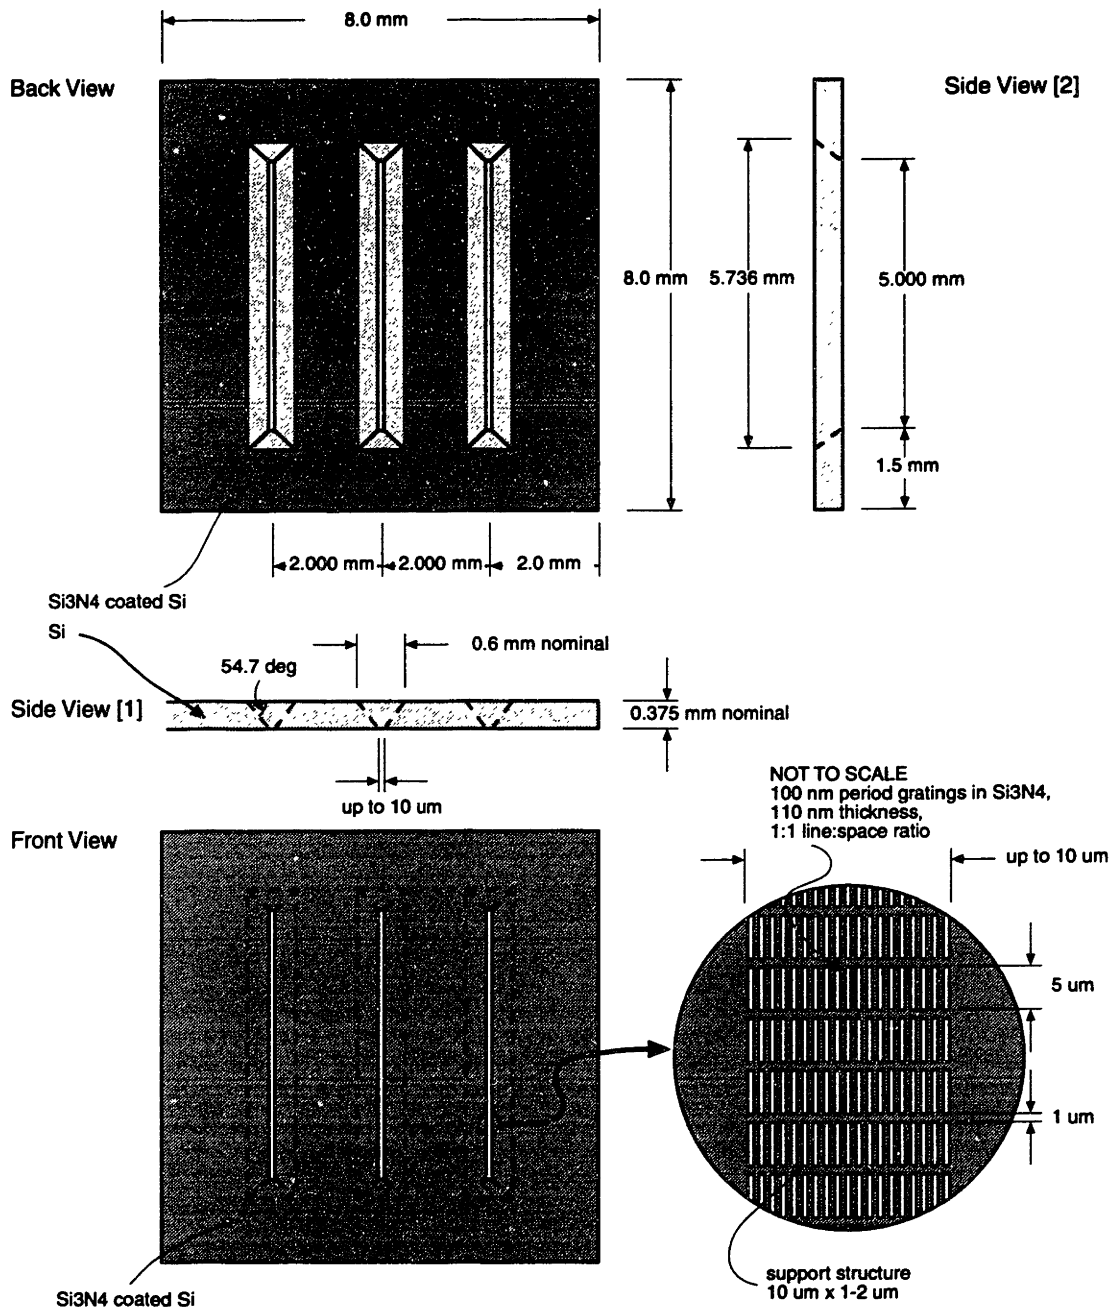 8.0 mm
Back View
Side View [2]
8.0 mm
5.736 mm
5.000 mm
1.5 mm
2.000 mm
2.000 mm
2.0 mm
Si3N4 coated Si
Si
0.6 mm nominal
54.7 deg
Side View [1]
0.375 mm nominal
up to 10 um
NOT TO SCALE
100 nm period gratings in Si3N4,
110 nm thickness,
1:1 line:space ratio
Front View
up to 10 um
5 um
1 um
support structure
10 um x 1-2 um
Si3N4 coated Si